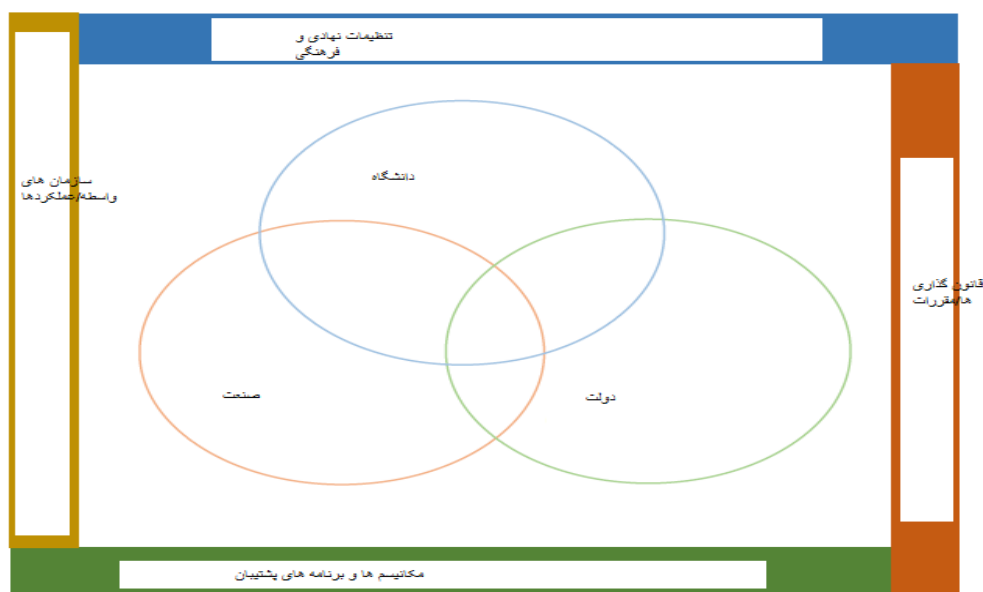 تنظیمات نهادی و
فرهنگی
سازمان های
واسطه/عملکردها
دانشگاه
قانون گذاری
ها/مقررات
صنعت
دولت
مکانیسم ها و برنامه های پشتیبان